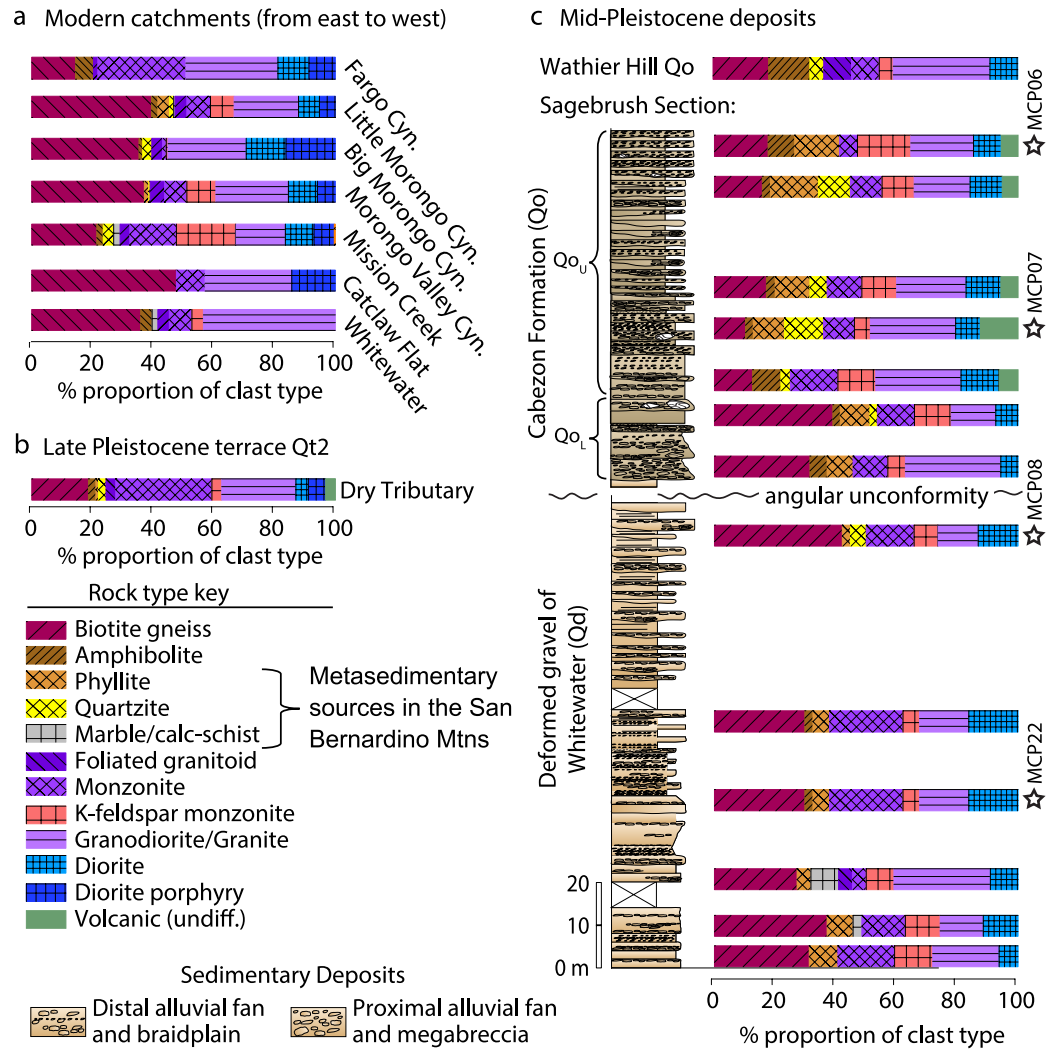 a Modern catchments (from east to west)
Fargo Cyn.
Little Morongo Cyn.
Big Morongo Cyn.
Morongo Valley Cyn.
Mission Creek
Catclaw Flat
Whitewater
0 20 40 60 80 100
% proportion of clast type
b Late Pleistocene terrace Qt2
Dry Tributary
0 20 40 60 80 100
% proportion of clast type
Rock type key
Biotite gneiss
Amphibolite
Phyllite
Quartzite
Marble/calc-schist
Metasedimentary
sources in the San
Bernardino Mtns
Foliated granitoid
Monzonite
K-feldspar monzonite
Granodiorite/Granite
Diorite
Diorite porphyry
Volcanic (undiff.)
Sedimentary Deposits
Distal alluvial fan
and braidplain
Proximal alluvial fan
and megabreccia
c Mid-Pleistocene deposits
Wathier Hill Qo
Sagebrush Section:
Cabezon Formation (Qo)
QoU
QoL
MCP06
MCP07
MCP08
angular unconformity
Deformed gravel of
Whitewater (Qd)
MCP22
20
10
0 m
0 20 40 60 80 100
% proportion of clast type